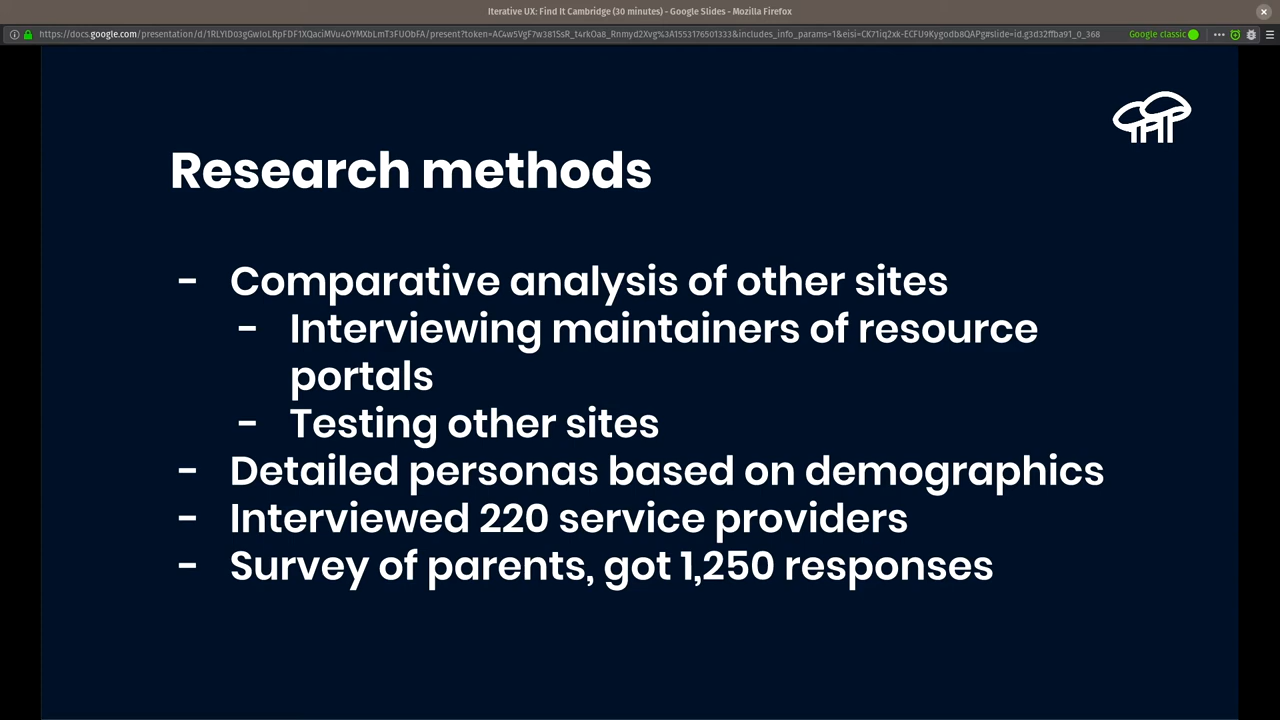 Iterative UX: Find It Cambridge (30 minutes) - Google Slides - Mozilla Firefox
Google classic
Research methods
- Comparative analysis of other sites
- Interviewing maintainers of resource
portals
- Testing other sites
- Detailed personas based on demographics
- Interviewed 220 service providers
- Survey of parents, got 1,250 responses